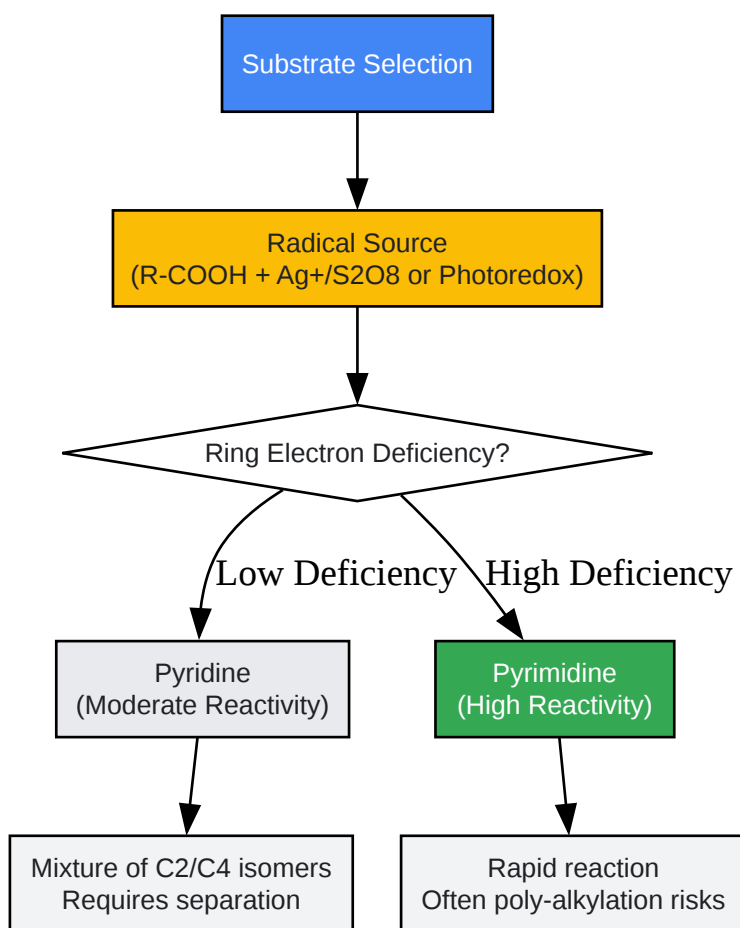 Substrate Selection
Radical Source
(R-COOH + Ag+/S2O8 or Photoredox)
Ring Electron Deficiency?
Low Deficiency
High Deficiency
Pyridine
(Moderate Reactivity)
Pyrimidine
(High Reactivity)
Mixture of C2/C4 isomers
Requires separation
Rapid reaction
Often poly-alkylation risks